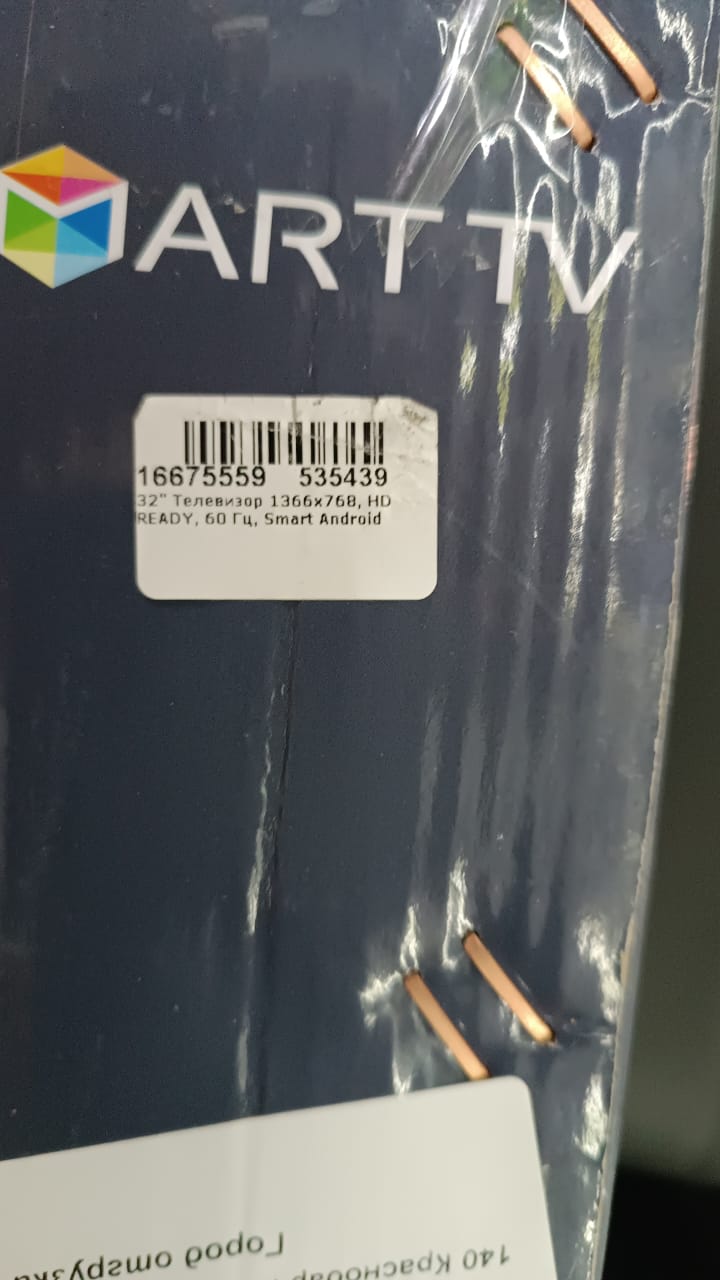 ART TV
16675559 535439
32" Телевизор 1366x768, HD
READY, 60 Гц, Smart Android
140 Краснодар
Город отгрузки